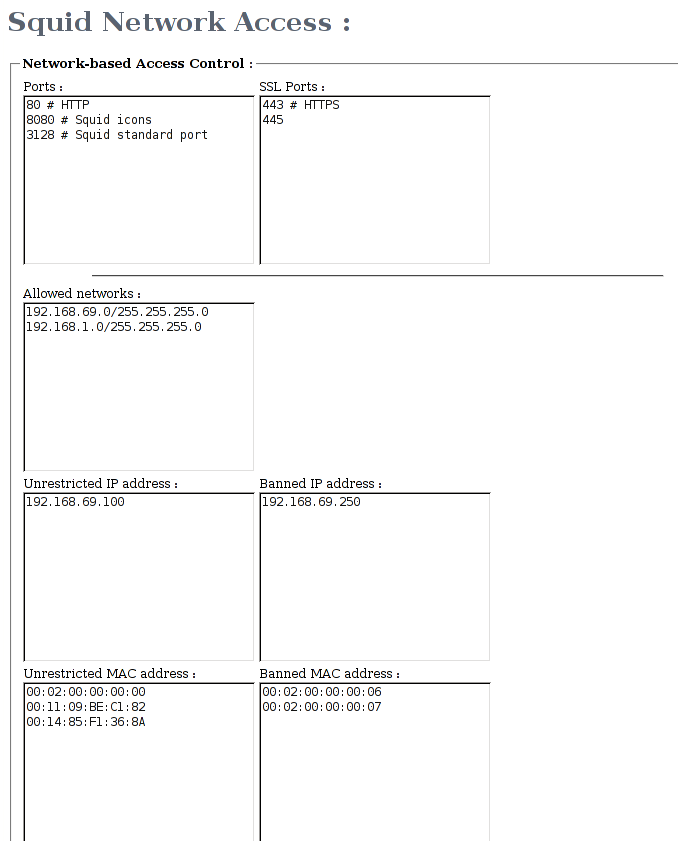 Squid Network Access :
Network-based Access Control :
Ports :
80 # HTTP
8080 # Squid icons
3128 # Squid standard port
SSL Ports :
443 # HTTPS
445
Allowed networks :
192.168.69.0/255.255.255.0
192.168.1.0/255.255.255.0
Unrestricted IP address :
192.168.69.100
Banned IP address :
192.168.69.250
Unrestricted MAC address :
00:02:00:00:00:00
00:11:09:BE:C1:82
00:14:85:F1:36:8A
Banned MAC address :
00:02:00:00:00:06
00:02:00:00:00:07